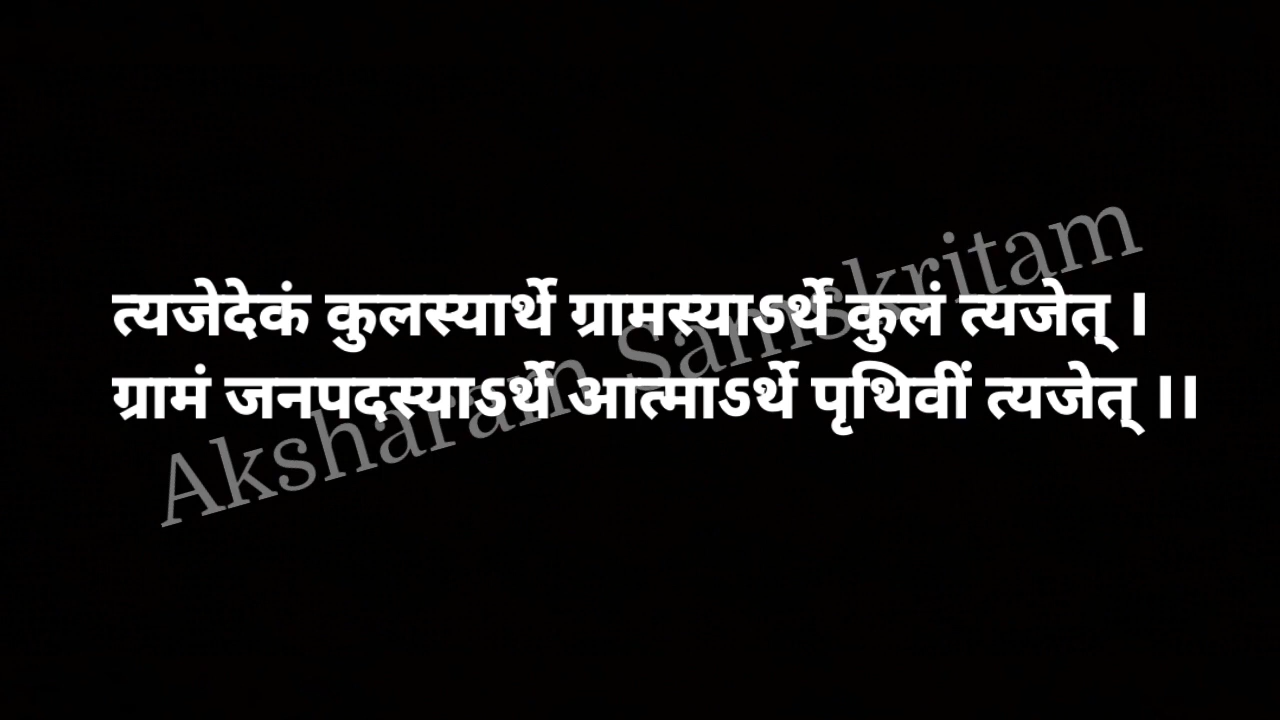 त्यजेदेकं कुलस्यार्थे ग्रामस्याऽर्थे कुलं त्यजेत् ।
ग्रामं जनपदस्याऽर्थे आत्माऽर्थे पृथिवीं त्यजेत् ।।
Aksharam Samskritam